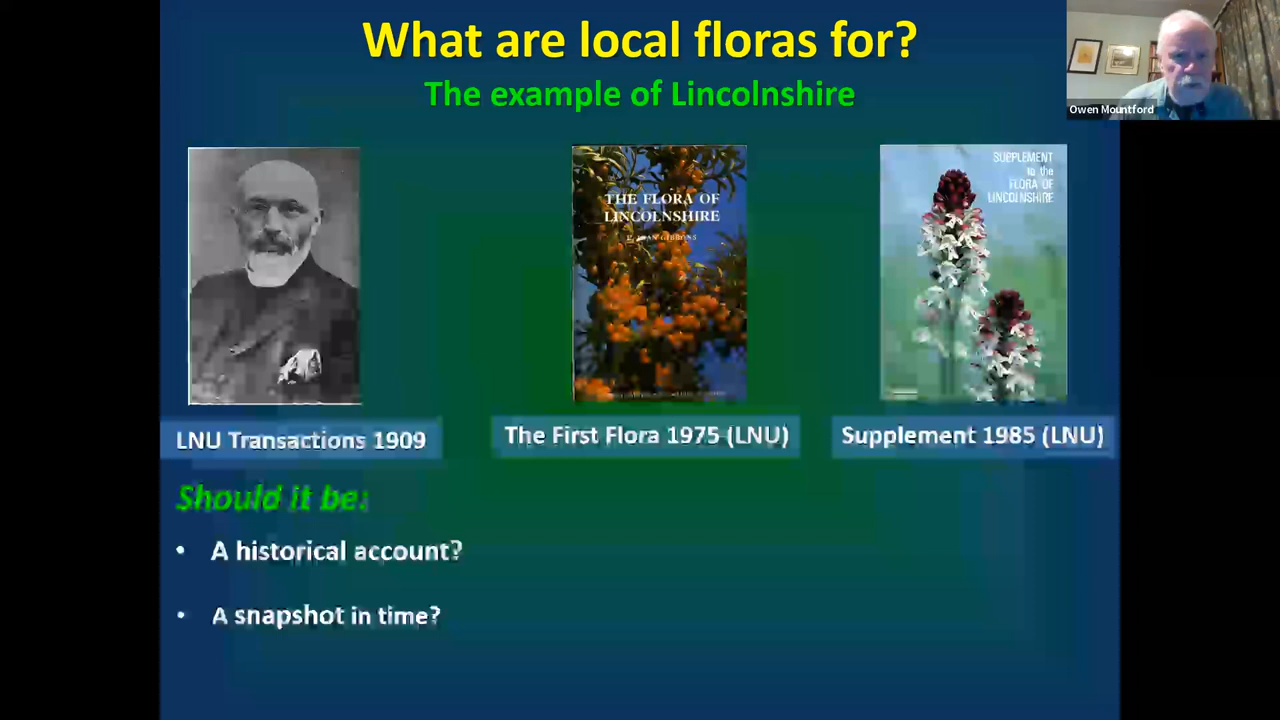 What are local floras for?
The example of Lincolnshire
Owen Mountford
THE FLORA OF
LINCOLNSHIRE
E. JOAN GIBBONS
SUPPLEMENT
to the
FLORA OF
LINCOLNSHIRE
LNU Transactions 1909
The First Flora 1975 (LNU)
Supplement 1985 (LNU)
Should it be:
• A historical account?
• A snapshot in time?